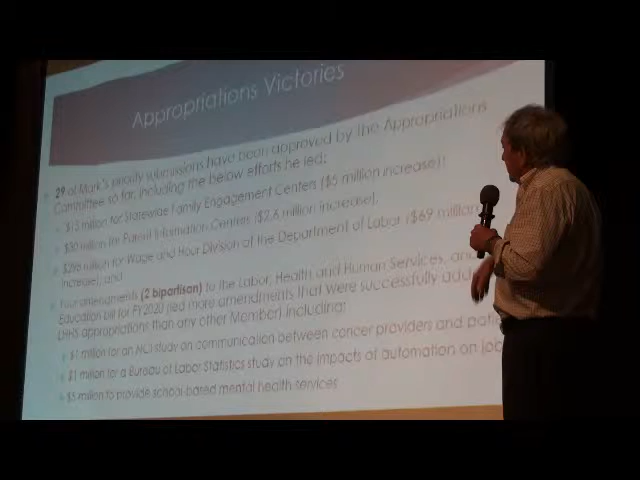 Appropriations Victories
29 of Mark's priority submissions have been approved by the Appropriations
Committee so far, including the below efforts he led:
$15 million for Statewide Family Engagement Centers ($5 million increase);
$30 million for Parent Information Centers ($2.6 million increase);
$298 million for Wage and Hour Division of the Department of Labor ($69 million
increase); and
Four amendments (2 bipartisan) to the Labor, Health and Human Services, and
Education bill for FY2020 (led more amendments that were successfully
LHHS appropriations than any other Member) including:
$1 million for an NCI study on communication between cancer providers and
$1 million for a Bureau of Labor Statistics study on the impacts of automation on
$5 million to provide school-based mental health services